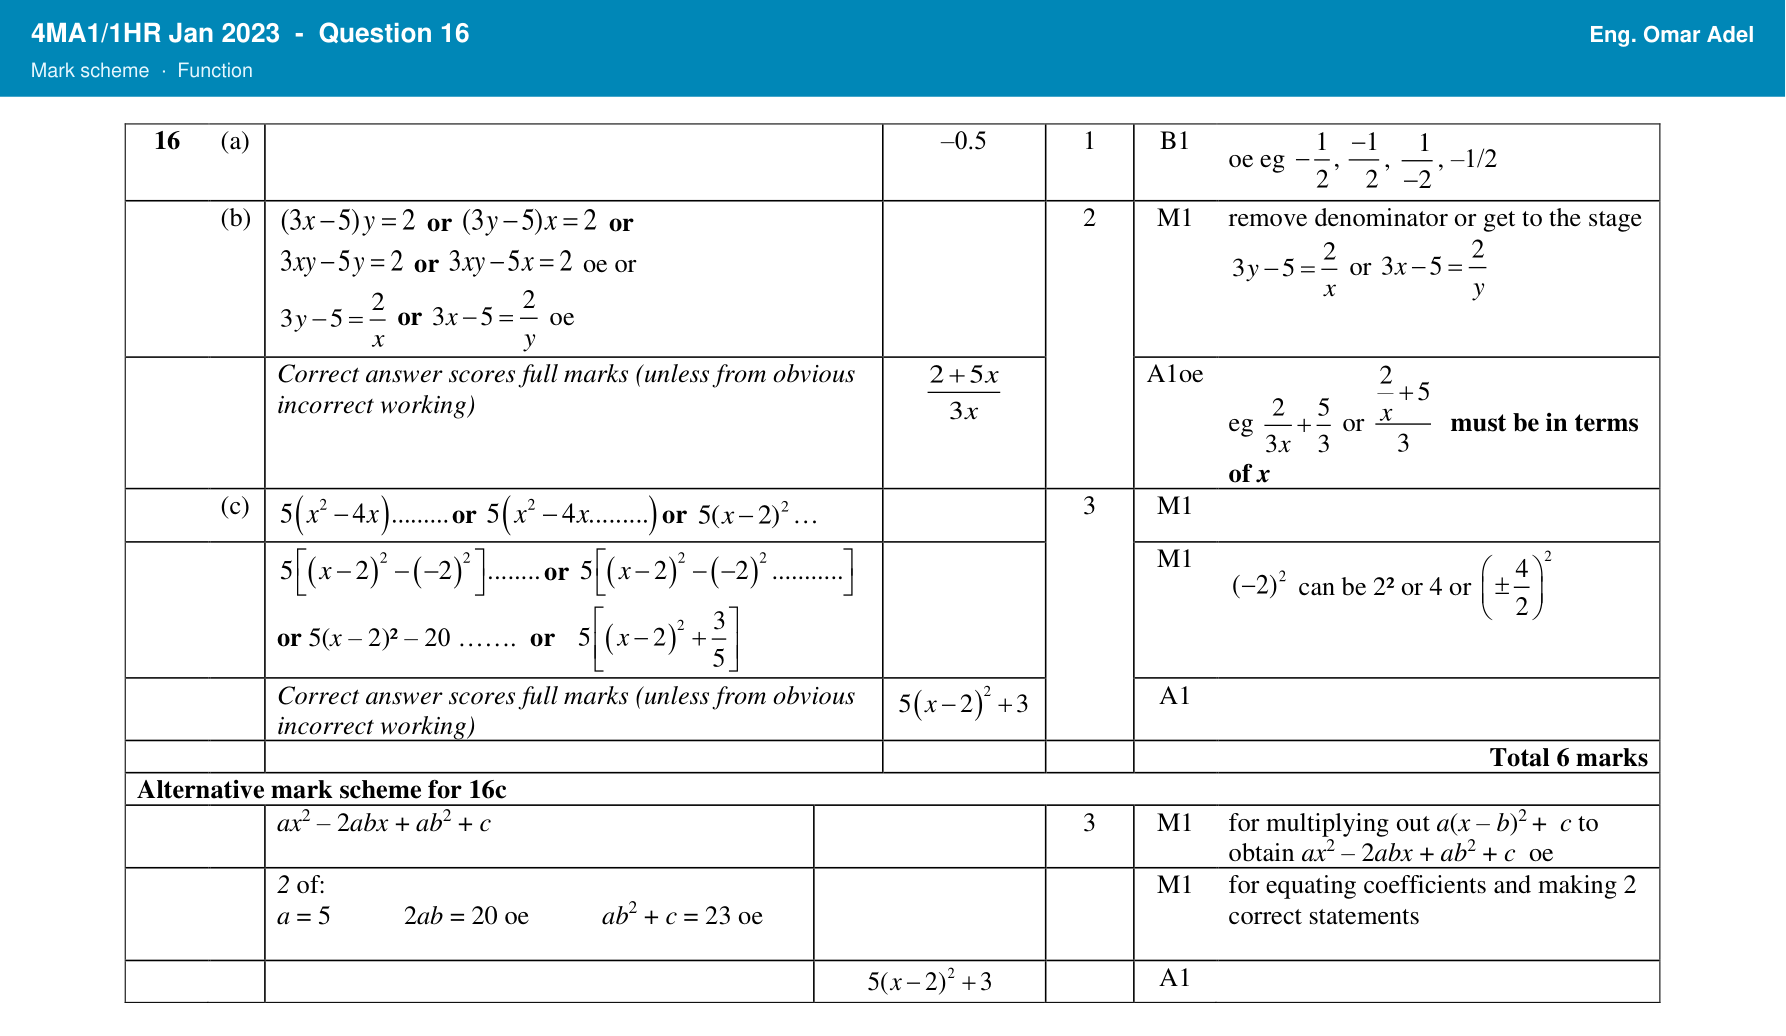 4MA1/1HR Jan 2023 - Question 16
Eng. Omar Adel
Mark scheme · Function
16 (a) –0.5 1 B1 oe eg −1/2, −1/2, 1/−2, –1/2
(b) (3x−5)y=2 or (3y−5)x=2 or
3xy−5y=2 or 3xy−5x=2 oe or
3y−5=2/x or 3x−5=2/y oe
2 M1 remove denominator or get to the stage
3y−5=2/x or 3x−5=2/y
Correct answer scores full marks (unless from obvious
incorrect working)
(2+5x)/(3x)
A1oe
eg 2/(3x)+5/3 or (2/x+5)/3 must be in terms
of x
(c) 5(x²−4x).........or 5(x²−4x.........)or 5(x−2)²… 3 M1
5[(x−2)²−(−2)²]........or 5[(x−2)²−(−2)²...........]
or 5(x – 2)² – 20 ……. or 5[(x−2)²+3/5]
M1 (−2)² can be 2² or 4 or (±4/2)²
Correct answer scores full marks (unless from obvious
incorrect working)
5(x−2)²+3 A1
Total 6 marks
Alternative mark scheme for 16c
ax² – 2abx + ab² + c 3 M1 for multiplying out a(x – b)² + c to
obtain ax² – 2abx + ab² + c oe
2 of:
a = 5 2ab = 20 oe ab² + c = 23 oe
M1 for equating coefficients and making 2
correct statements
5(x−2)²+3 A1